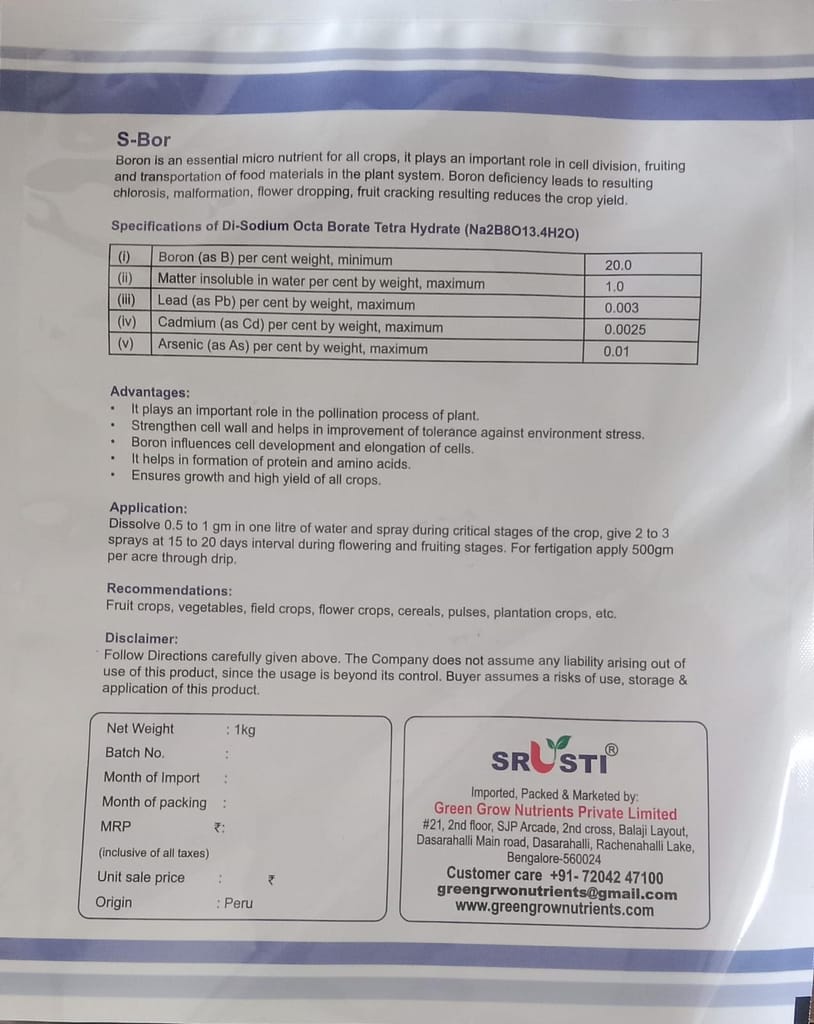 S-Bor
Boron is an essential micro nutrient for all crops, it plays an important role in cell division, fruiting
and transportation of food materials in the plant system. Boron deficiency leads to resulting
chlorosis, malformation, flower dropping, fruit cracking resulting reduces the crop yield.
Specifications of Di-Sodium Octa Borate Tetra Hydrate (Na2B8O13.4H2O)
(i) Boron (as B) per cent weight, minimum 20.0
(ii) Matter insoluble in water per cent by weight, maximum 1.0
(iii) Lead (as Pb) per cent by weight, maximum 0.003
(iv) Cadmium (as Cd) per cent by weight, maximum 0.0025
(v) Arsenic (as As) per cent by weight, maximum 0.01
Advantages:
• It plays an important role in the pollination process of plant.
• Strengthen cell wall and helps in improvement of tolerance against environment stress.
• Boron influences cell development and elongation of cells.
• It helps in formation of protein and amino acids.
• Ensures growth and high yield of all crops.
Application:
Dissolve 0.5 to 1 gm in one litre of water and spray during critical stages of the crop, give 2 to 3
sprays at 15 to 20 days interval during flowering and fruiting stages. For fertigation apply 500gm
per acre through drip.
Recommendations:
Fruit crops, vegetables, field crops, flower crops, cereals, pulses, plantation crops, etc.
Disclaimer:
Follow Directions carefully given above. The Company does not assume any liability arising out of
use of this product, since the usage is beyond its control. Buyer assumes a risks of use, storage &
application of this product.
Net Weight : 1kg
Batch No. :
Month of Import :
Month of packing :
MRP ₹:
(inclusive of all taxes)
Unit sale price : ₹
Origin : Peru
SRUSTI®
Imported, Packed & Marketed by:
Green Grow Nutrients Private Limited
#21, 2nd floor, SJP Arcade, 2nd cross, Balaji Layout,
Dasarahalli Main road, Dasarahalli, Rachenahalli Lake,
Bengalore-560024
Customer care +91- 72042 47100
greengrwonutrients@gmail.com
www.greengrownutrients.com